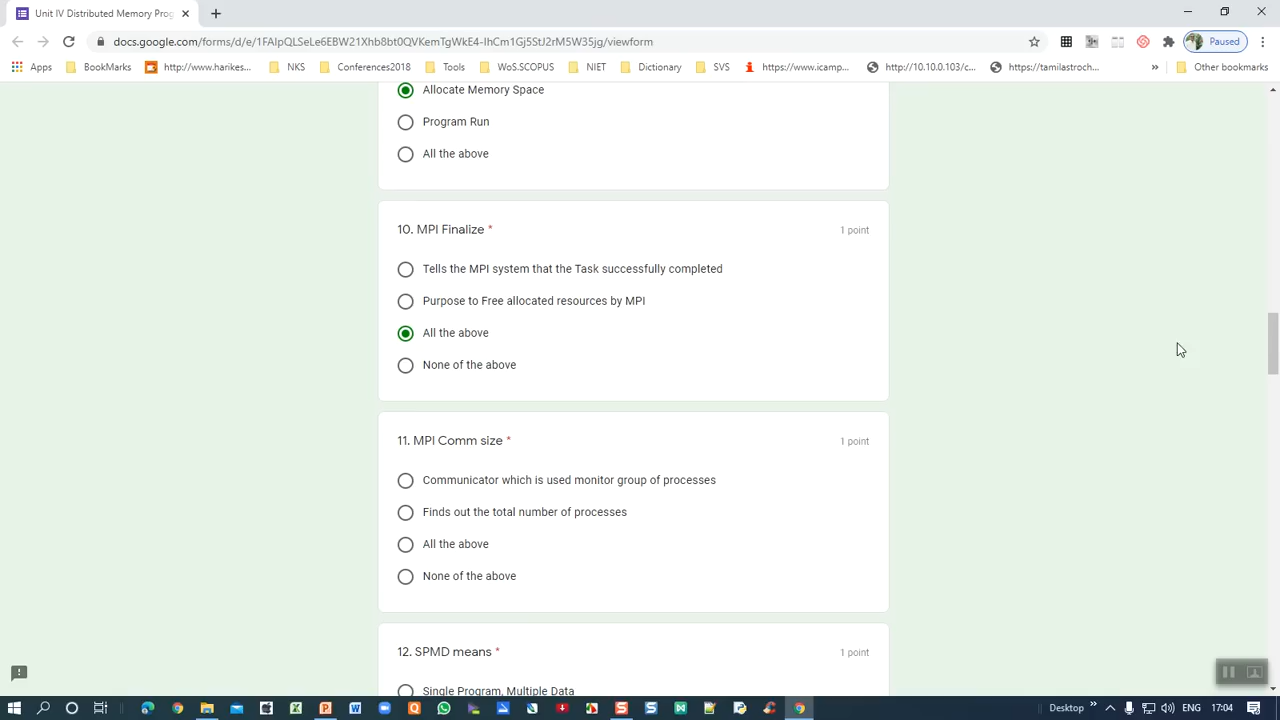 Unit IV Distributed Memory Prog
docs.google.com/forms/d/e/1FAIpQLSeLe6EBW21Xhb8bt0QVKemTgWkE4-IhCm1Gj5StJ2rM5W35jg/viewform
Paused
Apps
BookMarks
http://www.harikes...
NKS
Conferences2018
Tools
WoS.SCOPUS
NIET
Dictionary
SVS
https://www.icamp...
http://10.10.0.103/c...
https://tamilastroch...
»
Other bookmarks
Allocate Memory Space
Program Run
All the above
10. MPI Finalize *
1 point
Tells the MPI system that the Task successfully completed
Purpose to Free allocated resources by MPI
All the above
None of the above
11. MPI Comm size *
1 point
Communicator which is used monitor group of processes
Finds out the total number of processes
All the above
None of the above
12. SPMD means *
1 point
Single Program, Multiple Data
Desktop
»
17:04